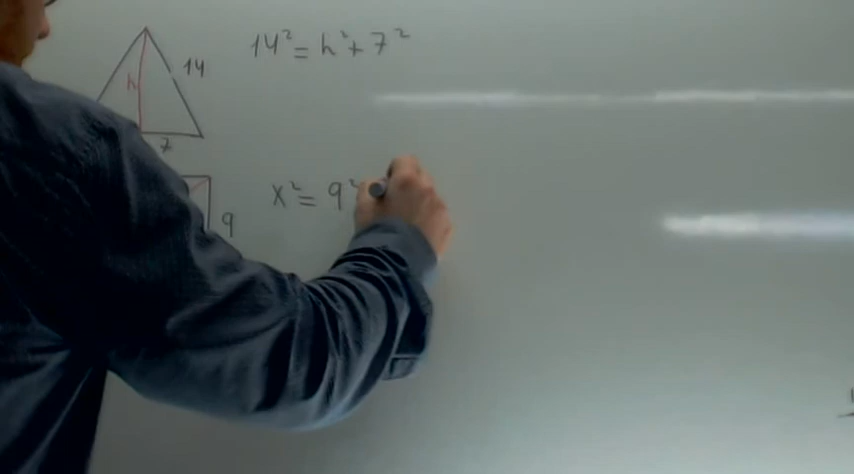 14² = h² + 7²
14
h
7
x² = 9²
9